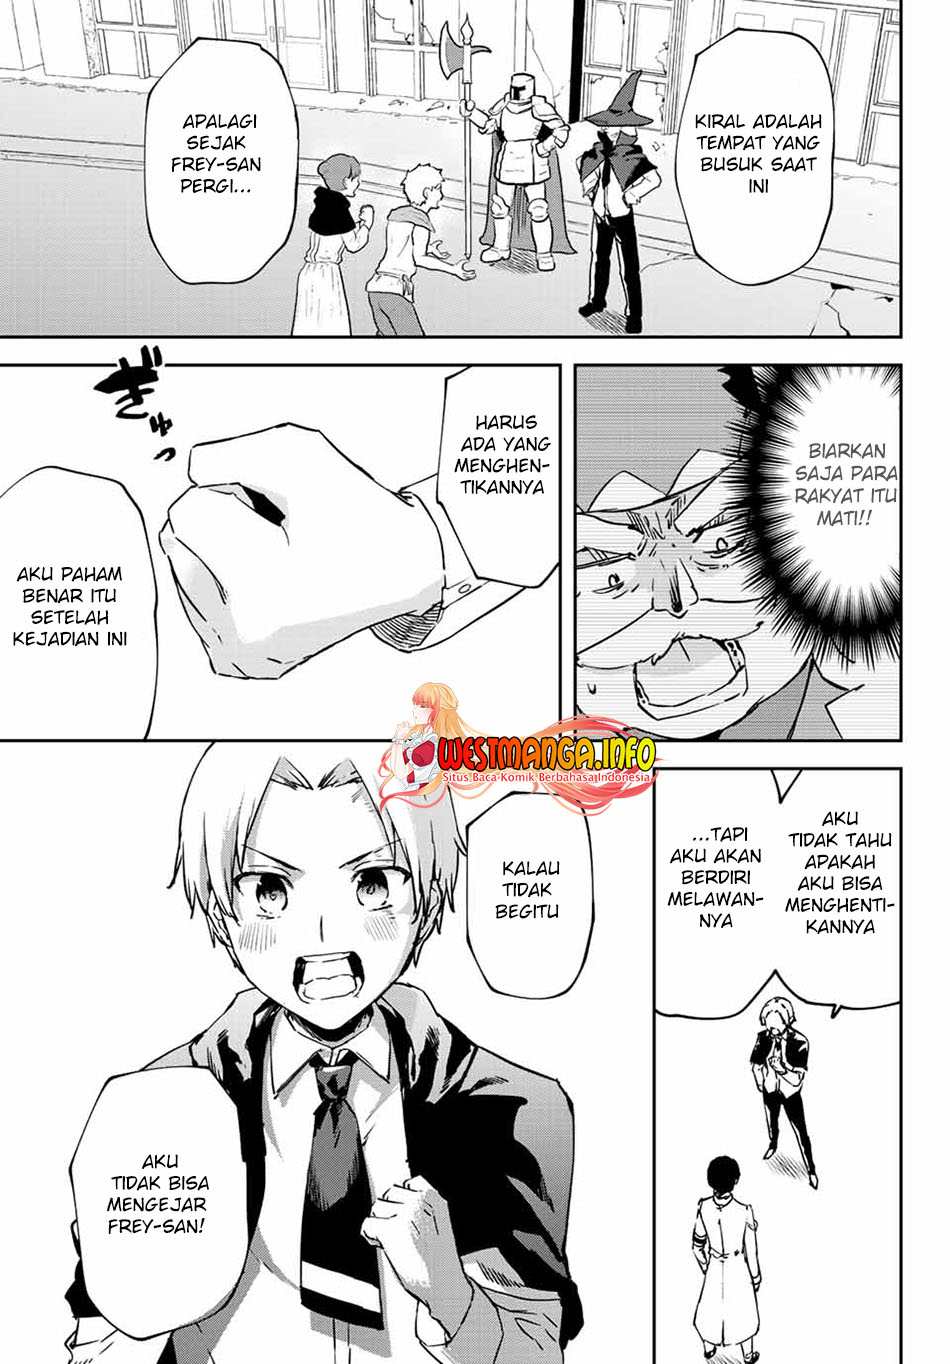 KIRAL ADALAH
TEMPAT YANG
BUSUK SAAT
INI
APALAGI
SEJAK
FREY-SAN
PERGI...
BIARKAN
SAJA PARA
RAKYAT ITU
MATI!!
HARUS
ADA YANG
MENGHEN-
TIKANNYA
ぎゅっ
AKU PAHAM
BENAR ITU
SETELAH
KEJADIAN INI
WESTMANGA.INFO
Situs Baca Komik Berbahasa Indonesia
AKU
TIDAK TAHU
APAKAH
AKU BISA
MENGHENTI-
KANNYA
...TAPI
AKU AKAN
BERDIRI
MELAWAN-
NYA
KALAU
TIDAK
BEGITU
AKU
TIDAK BISA
MENGEJAR
FREY-SAN!